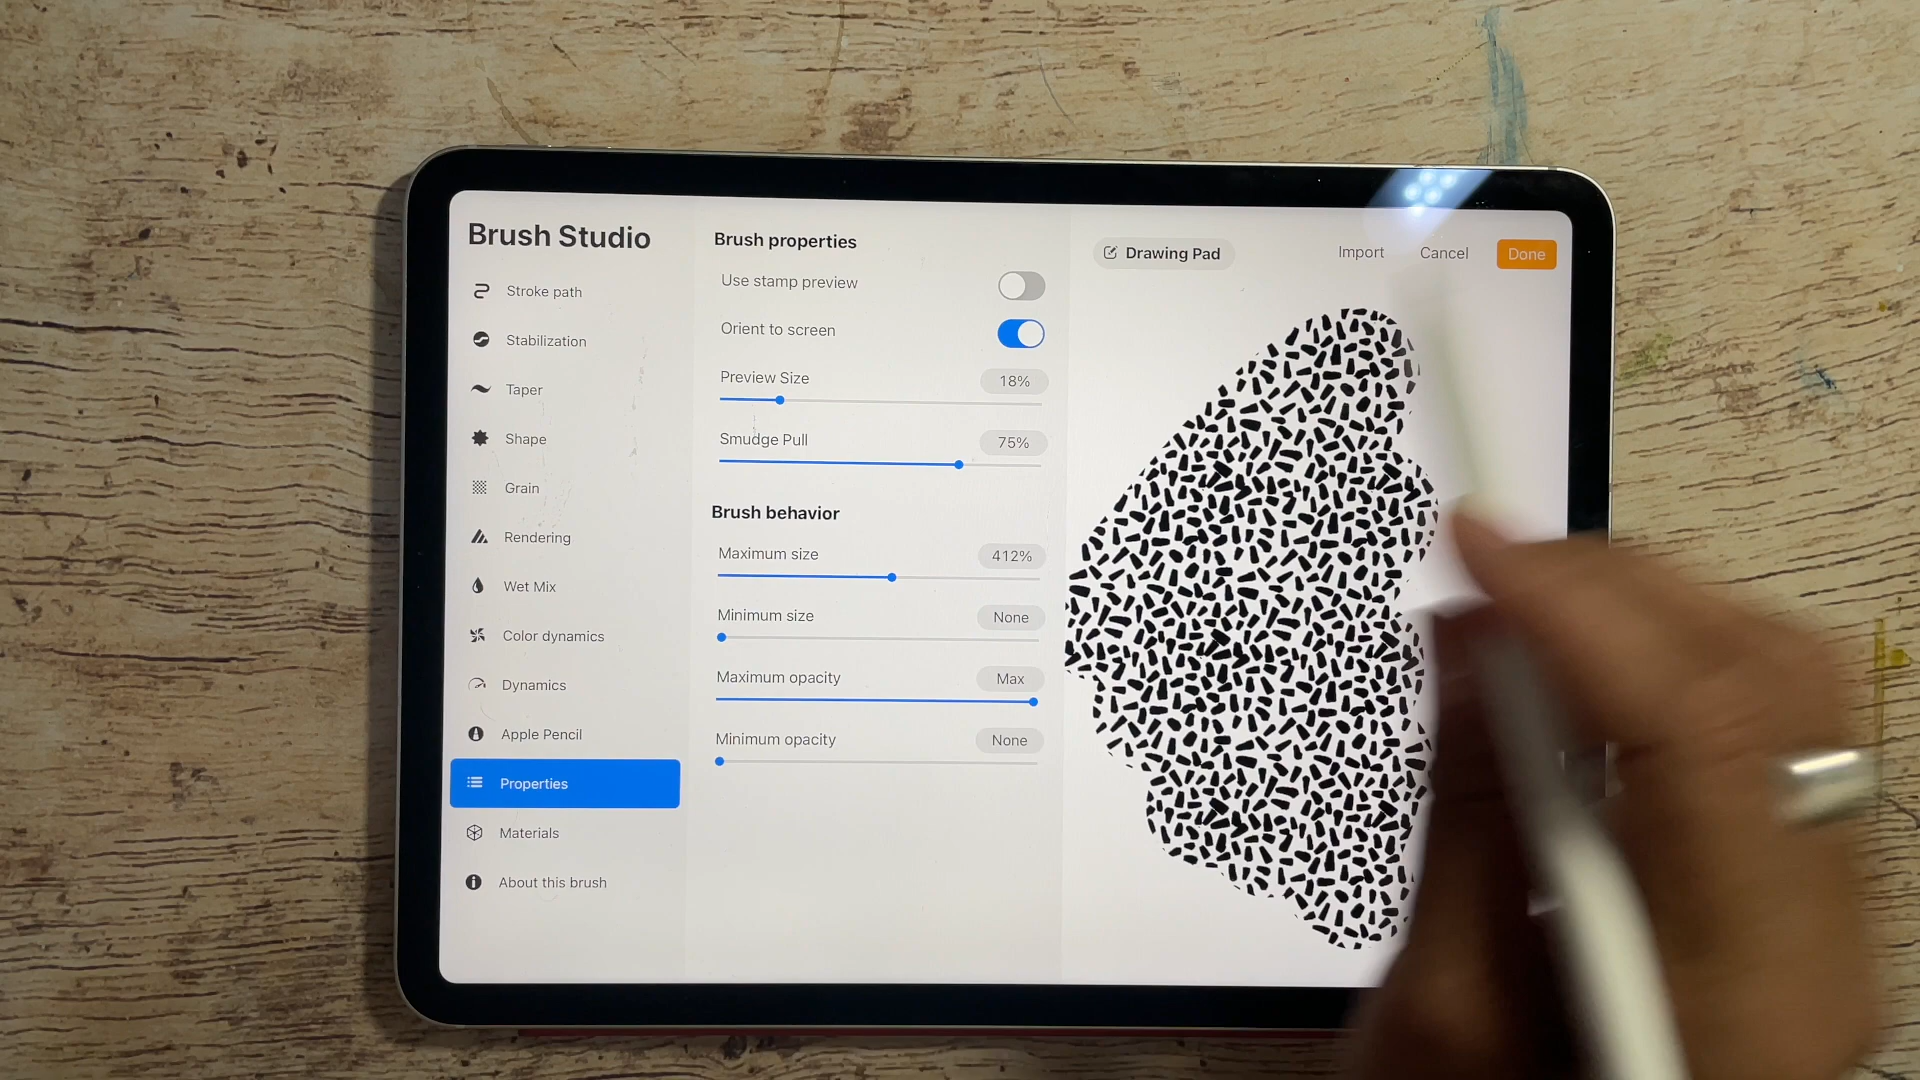 Brush Studio
Stroke path
Stabilization
Taper
Shape
Grain
Rendering
Wet Mix
Color dynamics
Dynamics
Apple Pencil
Properties
Materials
About this brush
Brush properties
Use stamp preview
Orient to screen
Preview Size 18%
Smudge Pull 75%
Brush behavior
Maximum size 412%
Minimum size None
Maximum opacity Max
Minimum opacity None
Drawing Pad
Import Cancel Done